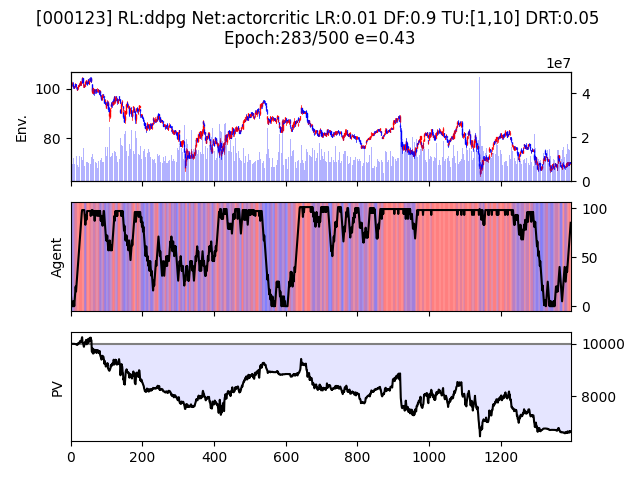 [000123] RL:ddpg Net:actorcritic LR:0.01 DF:0.9 TU:[1,10] DRT:0.05
Epoch:283/500 e=0.43
1e7
100
80
Env.
4
2
0
Agent
100
50
0
PV
10000
8000
0 200 400 600 800 1000 1200